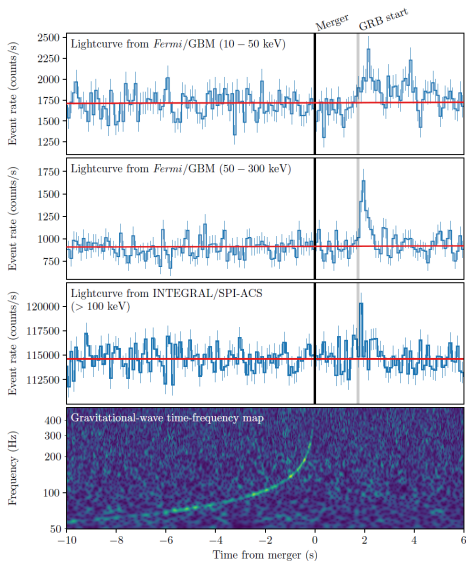 Merger
GRB start
Lightcurve from Fermi/GBM (10 − 50 keV)
Event rate (counts/s)
2500
2250
2000
1750
1500
1250
Lightcurve from Fermi/GBM (50 − 300 keV)
Event rate (counts/s)
1750
1500
1250
1000
750
Lightcurve from INTEGRAL/SPI-ACS
(> 100 keV)
Event rate (counts/s)
120000
117500
115000
112500
Gravitational-wave time-frequency map
Frequency (Hz)
400
300
200
100
50
−10
−8
−6
−4
−2
0
2
4
6
Time from merger (s)